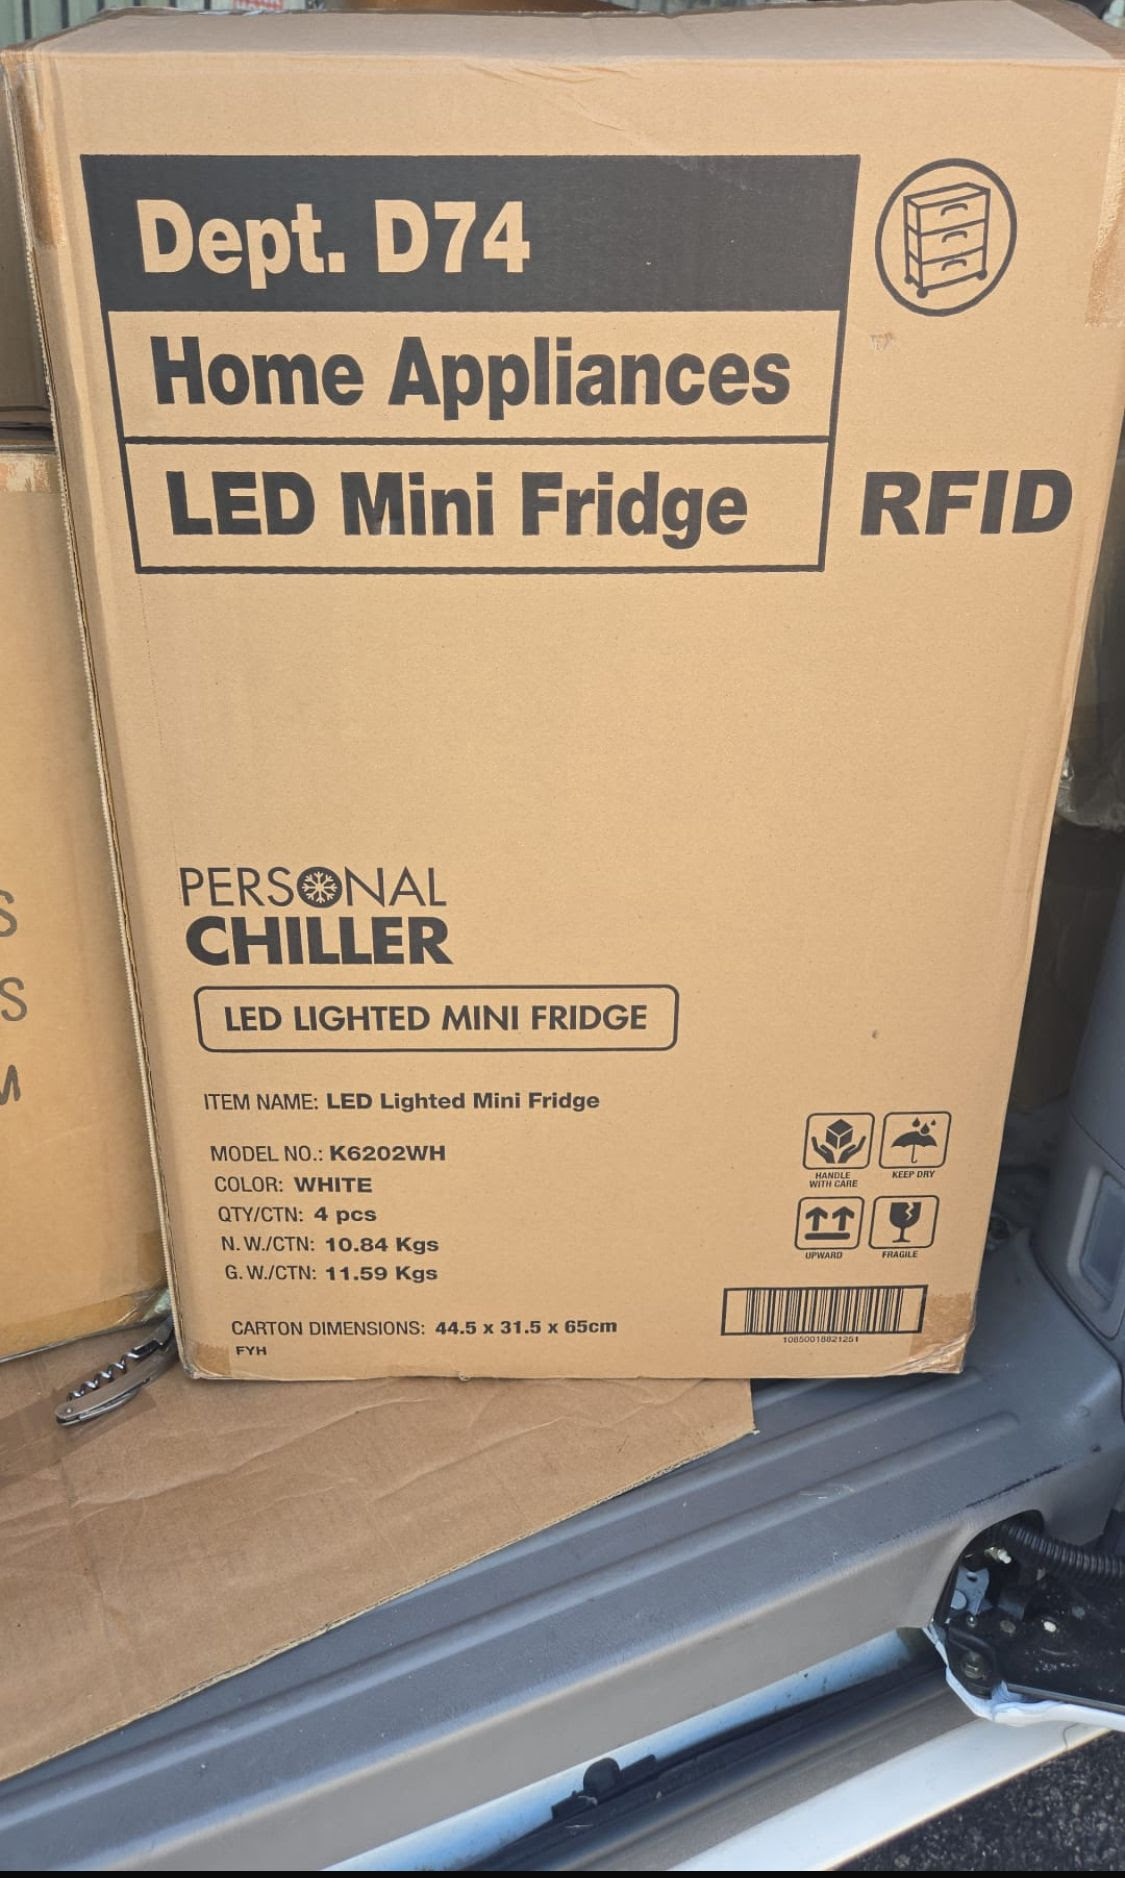 Dept. D74
Home Appliances
LED Mini Fridge
RFID
PERSONAL
CHILLER
LED LIGHTED MINI FRIDGE
ITEM NAME: LED Lighted Mini Fridge
MODEL NO.: K6202WH
COLOR: WHITE
QTY/CTN: 4 pcs
N.W./CTN: 10.84 Kgs
G.W./CTN: 11.59 Kgs
CARTON DIMENSIONS: 44.5 x 31.5 x 65cm
FYH
HANDLE
WITH CARE
KEEP DRY
UPWARD
FRAGILE
10850018821251
S
S
M